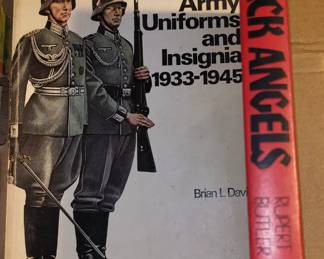 Army
Uniforms
and
Insignia
1933-1945
Brian L. Davi
CK ANGELS
RUPERT
BUTLER